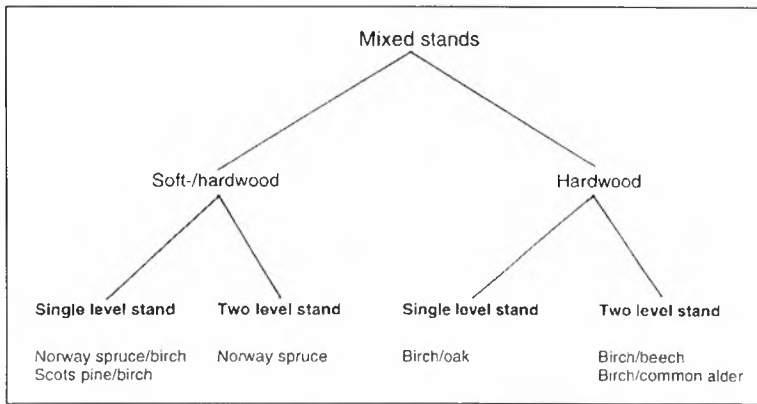 Mixed stands
Soft-/hardwood
Hardwood
Single level stand
Two level stand
Single level stand
Two level stand
Norway spruce/birch
Scots pine/birch
Norway spruce
Birch/oak
Birch/beech
Birch/common alder